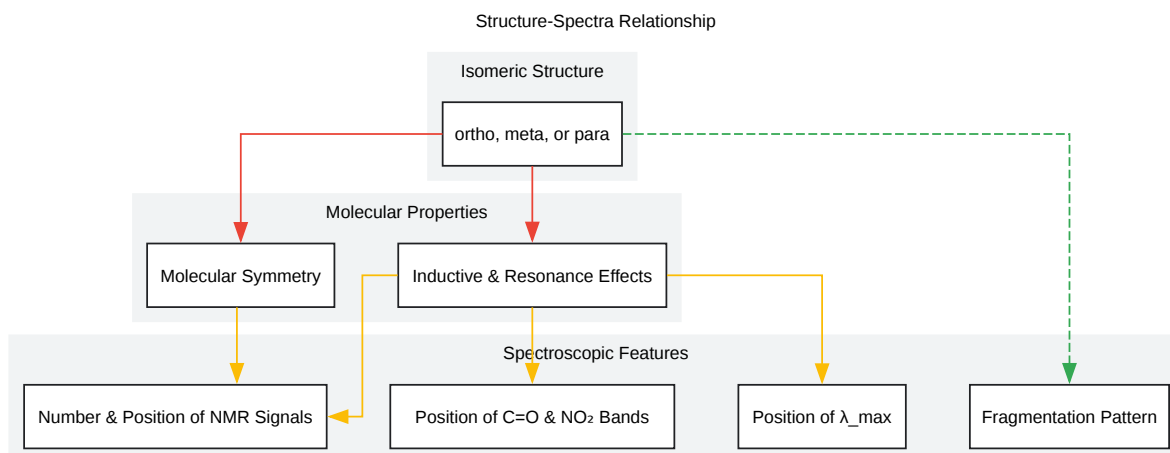 Structure-Spectra Relationship
Isomeric Structure
ortho, meta, or para
Molecular Properties
Molecular Symmetry
Inductive & Resonance Effects
Spectroscopic Features
Number & Position of NMR Signals
Position of C=O & NO₂ Bands
Position of λ_max
Fragmentation Pattern